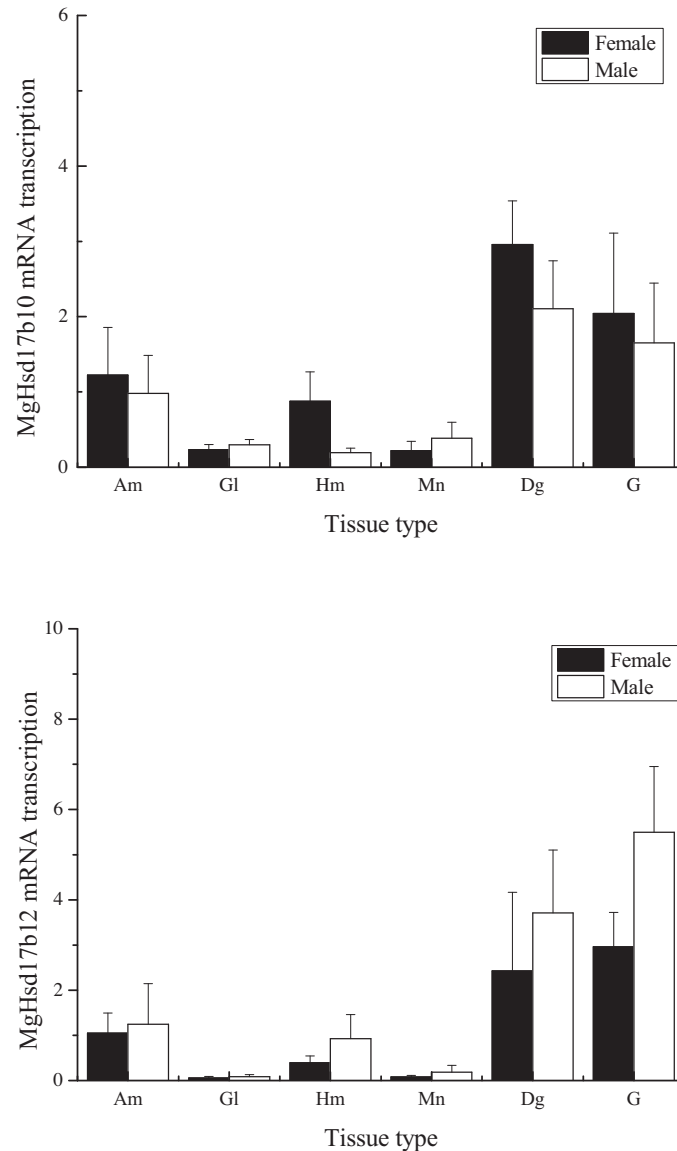 6
Female
Male
4
MgHsd17b10 mRNA transcription
2
0
Am Gl Hm Mn Dg G
Tissue type
10
Female
Male
8
MgHsd17b12 mRNA transcription
6
4
2
0
Am Gl Hm Mn Dg G
Tissue type